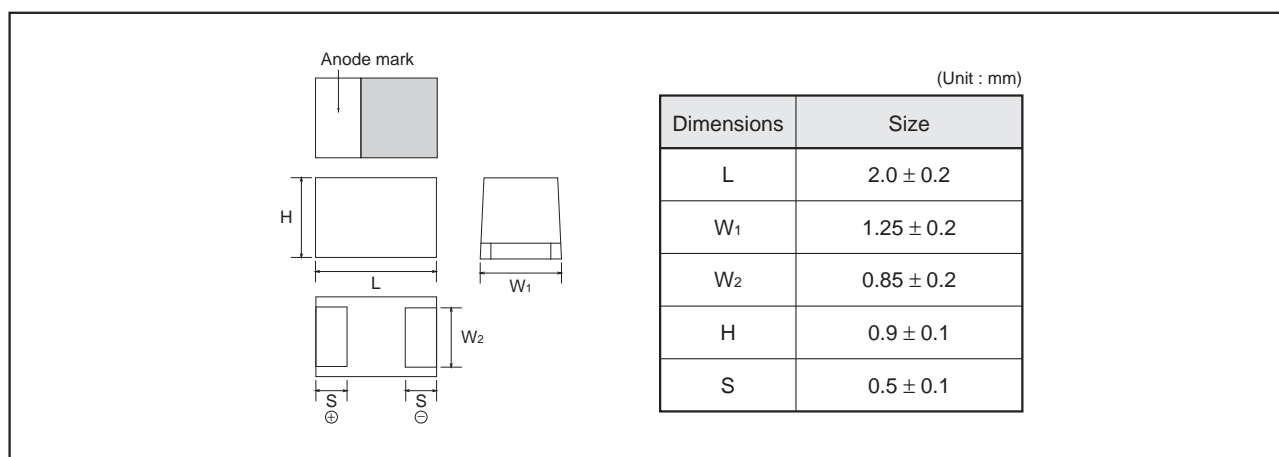 Anode mark
H
L
W1
W2
S
S
⊕
⊖
(Unit : mm)
Dimensions Size
L 2.0 ± 0.2
W1 1.25 ± 0.2
W2 0.85 ± 0.2
H 0.9 ± 0.1
S 0.5 ± 0.1